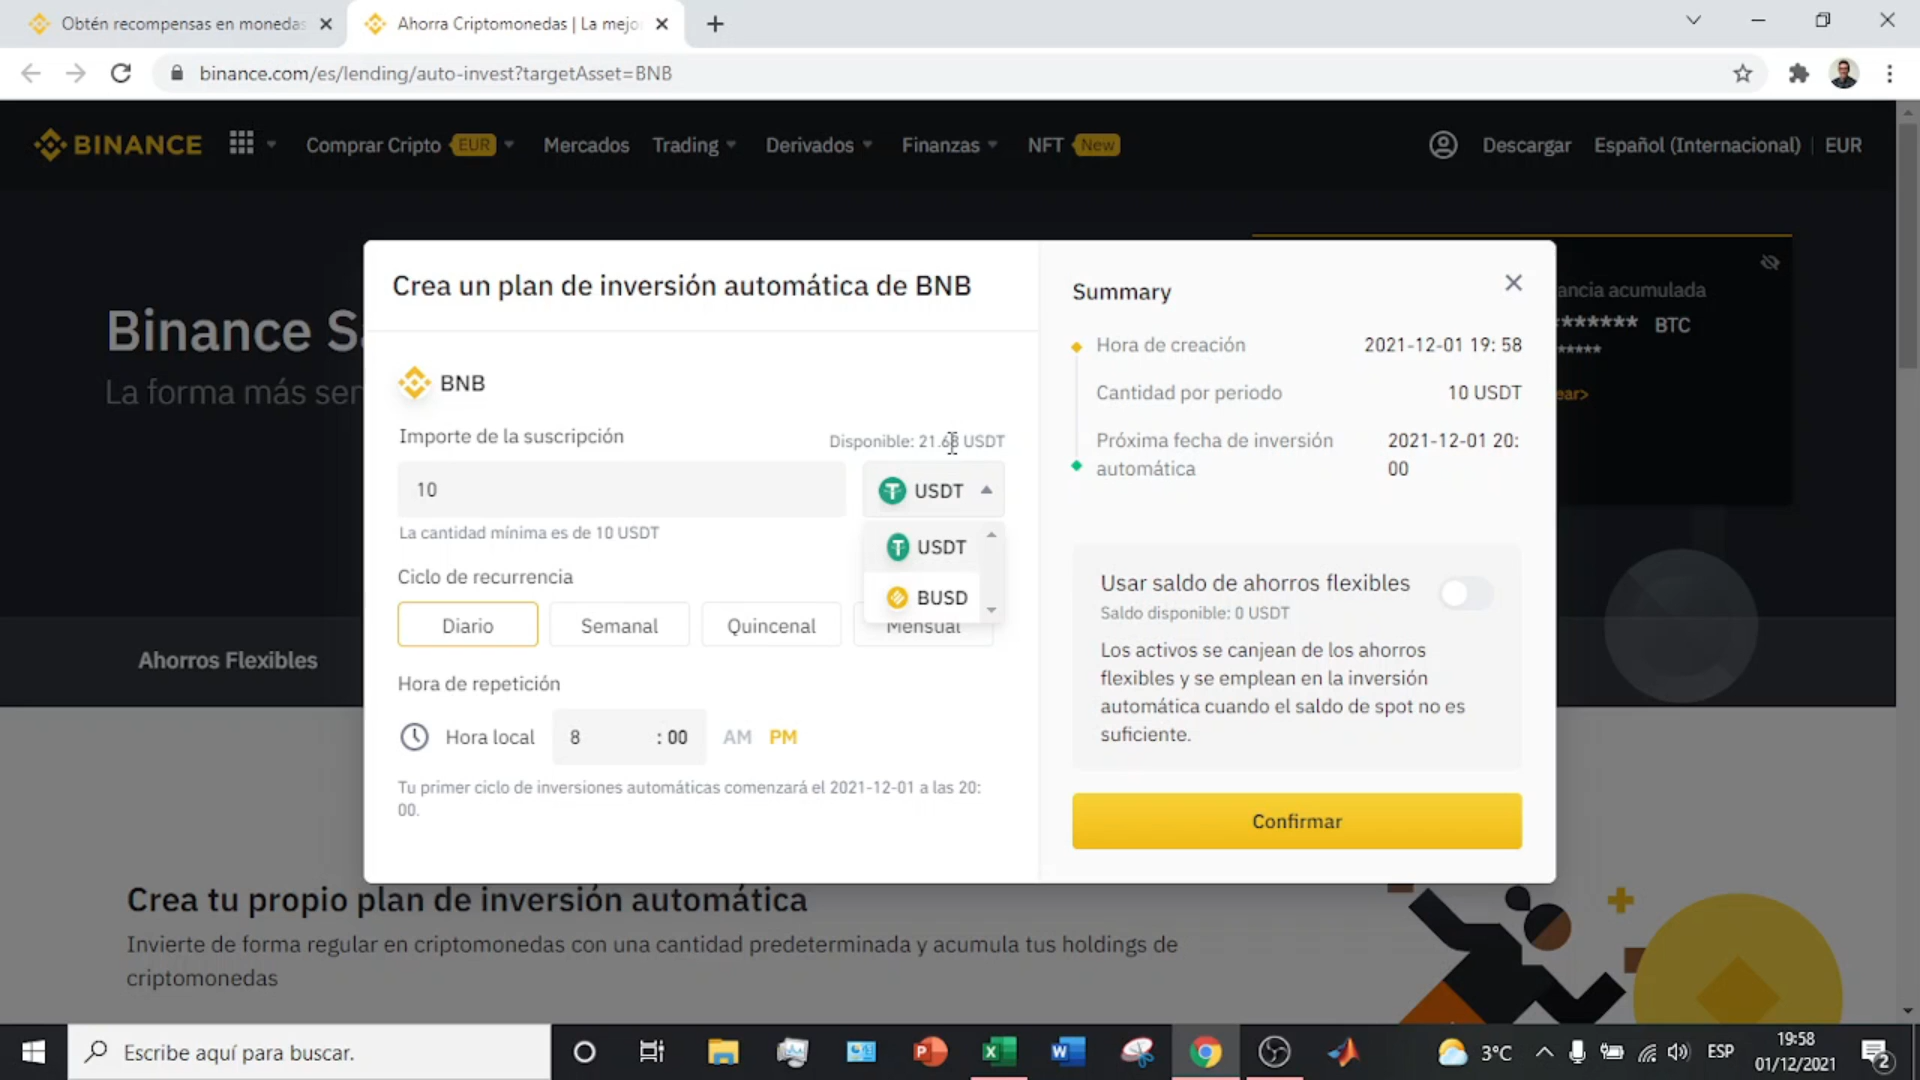 Obtén recompensas en monedas
Ahorra Criptomonedas | La mejo
binance.com/es/lending/auto-invest?targetAsset=BNB
BINANCE
Comprar Cripto EUR
Mercados
Trading
Derivados
Finanzas
NFT New
Descargar
Español (Internacional)
EUR
Binance S
La forma más se
ancia acumulada
******* BTC
*****
ear>
Ahorros Flexibles
Crea un plan de inversión automática de BNB
BNB
Importe de la suscripción
Disponible: 21.68 USDT
10
USDT
La cantidad mínima es de 10 USDT
USDT
BUSD
Ciclo de recurrencia
Diario
Semanal
Quincenal
Mensual
Hora de repetición
Hora local
8 : 00
AM PM
Tu primer ciclo de inversiones automáticas comenzará el 2021-12-01 a las 20:
00.
Summary
Hora de creación
2021-12-01 19: 58
Cantidad por periodo
10 USDT
Próxima fecha de inversión
automática
2021-12-01 20:
00
Usar saldo de ahorros flexibles
Saldo disponible: 0 USDT
Los activos se canjean de los ahorros
flexibles y se emplean en la inversión
automática cuando el saldo de spot no es
suficiente.
Confirmar
Crea tu propio plan de inversión automática
Invierte de forma regular en criptomonedas con una cantidad predeterminada y acumula tus holdings de
criptomonedas
Escribe aquí para buscar.
3°C
ESP
19:58
01/12/2021
2